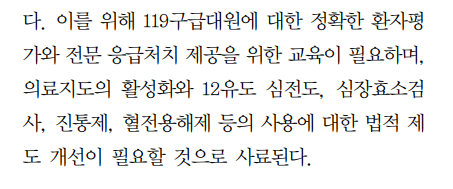 다. 이를 위해 119구급대원에 대한 정확한 환자평
가와 전문 응급처치 제공을 위한 교육이 필요하며,
의료지도의 활성화와 12유도 심전도, 심장효소검
사, 진통제, 혈전용해제 등의 사용에 대한 법적 제
도 개선이 필요할 것으로 사료된다.